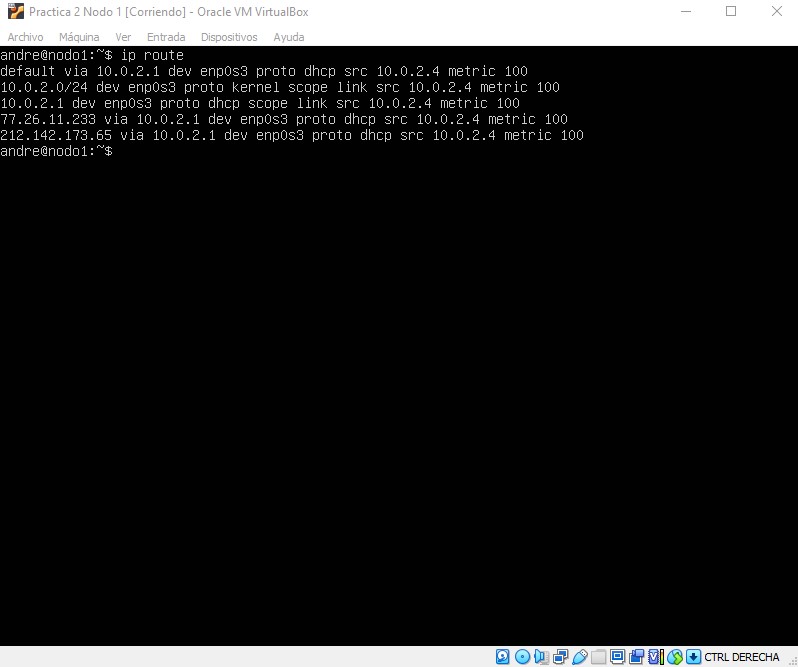 Practica 2 Nodo 1 [Corriendo] - Oracle VM VirtualBox
Archivo Máquina Ver Entrada Dispositivos Ayuda
andre@nodo1:~$ ip route
default via 10.0.2.1 dev enp0s3 proto dhcp src 10.0.2.4 metric 100
10.0.2.0/24 dev enp0s3 proto kernel scope link src 10.0.2.4 metric 100
10.0.2.1 dev enp0s3 proto dhcp scope link src 10.0.2.4 metric 100
77.26.11.233 via 10.0.2.1 dev enp0s3 proto dhcp src 10.0.2.4 metric 100
212.142.173.65 via 10.0.2.1 dev enp0s3 proto dhcp src 10.0.2.4 metric 100
andre@nodo1:~$
CTRL DERECHA